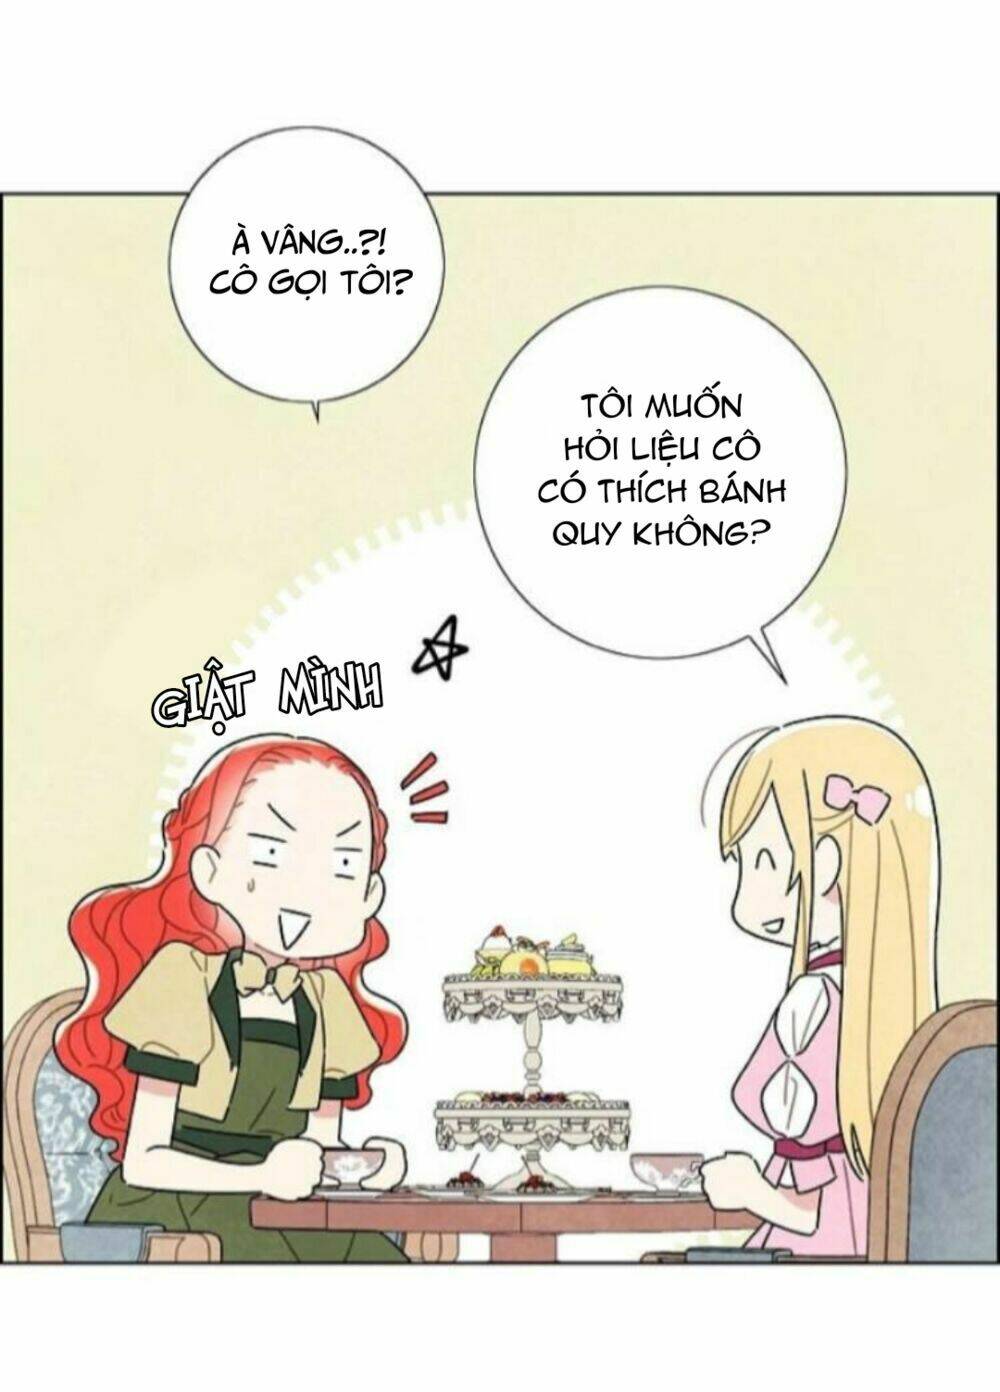 À VÂNG..?!
CÔ GỌI TÔI?
TÔI MUỐN
HỎI LIỆU CÔ
CÓ THÍCH BÁNH
QUY KHÔNG?
GIẬT MÌNH